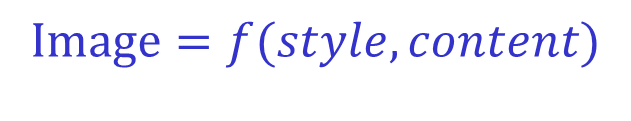 Image = f(style, content)